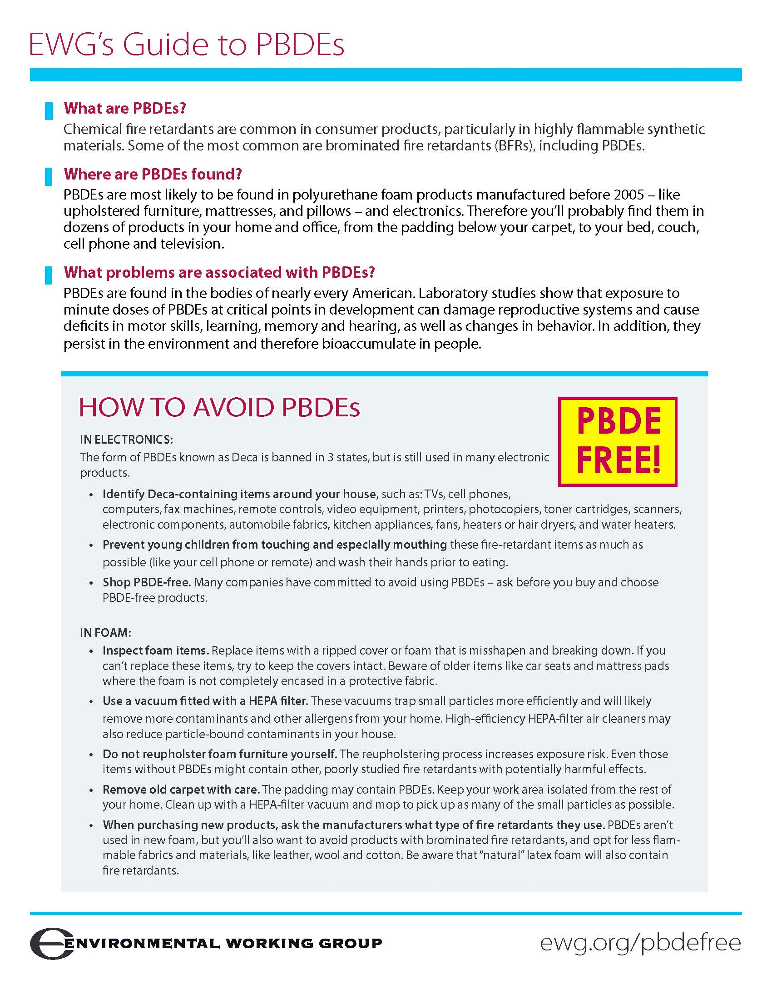 EWG's Guide to PBDEs
What are PBDEs?
Chemical fire retardants are common in consumer products, particularly in highly flammable synthetic
materials. Some of the most common are brominated fire retardants (BFRs), including PBDEs.
Where are PBDEs found?
PBDEs are most likely to be found in polyurethane foam products manufactured before 2005 – like
upholstered furniture, mattresses, and pillows – and electronics. Therefore you'll probably find them in
dozens of products in your home and office, from the padding below your carpet, to your bed, couch,
cell phone and television.
What problems are associated with PBDEs?
PBDEs are found in the bodies of nearly every American. Laboratory studies show that exposure to
minute doses of PBDEs at critical points in development can damage reproductive systems and cause
deficits in motor skills, learning, memory and hearing, as well as changes in behavior. In addition, they
persist in the environment and therefore bioaccumulate in people.
HOW TO AVOID PBDEs
PBDE
FREE!
IN ELECTRONICS:
The form of PBDEs known as Deca is banned in 3 states, but is still used in many electronic
products.
• Identify Deca-containing items around your house, such as: TVs, cell phones,
computers, fax machines, remote controls, video equipment, printers, photocopiers, toner cartridges, scanners,
electronic components, automobile fabrics, kitchen appliances, fans, heaters or hair dryers, and water heaters.
• Prevent young children from touching and especially mouthing these fire-retardant items as much as
possible (like your cell phone or remote) and wash their hands prior to eating.
• Shop PBDE-free. Many companies have committed to avoid using PBDEs – ask before you buy and choose
PBDE-free products.
IN FOAM:
• Inspect foam items. Replace items with a ripped cover or foam that is misshapen and breaking down. If you
can't replace these items, try to keep the covers intact. Beware of older items like car seats and mattress pads
where the foam is not completely encased in a protective fabric.
• Use a vacuum fitted with a HEPA filter. These vacuums trap small particles more efficiently and will likely
remove more contaminants and other allergens from your home. High-efficiency HEPA-filter air cleaners may
also reduce particle-bound contaminants in your house.
• Do not reupholster foam furniture yourself. The reupholstering process increases exposure risk. Even those
items without PBDEs might contain other, poorly studied fire retardants with potentially harmful effects.
• Remove old carpet with care. The padding may contain PBDEs. Keep your work area isolated from the rest of
your home. Clean up with a HEPA-filter vacuum and mop to pick up as many of the small particles as possible.
• When purchasing new products, ask the manufacturers what type of fire retardants they use. PBDEs aren't
used in new foam, but you'll also want to avoid products with brominated fire retardants, and opt for less flam-
mable fabrics and materials, like leather, wool and cotton. Be aware that "natural" latex foam will also contain
fire retardants.
ENVIRONMENTAL WORKING GROUP
ewg.org/pbdefree